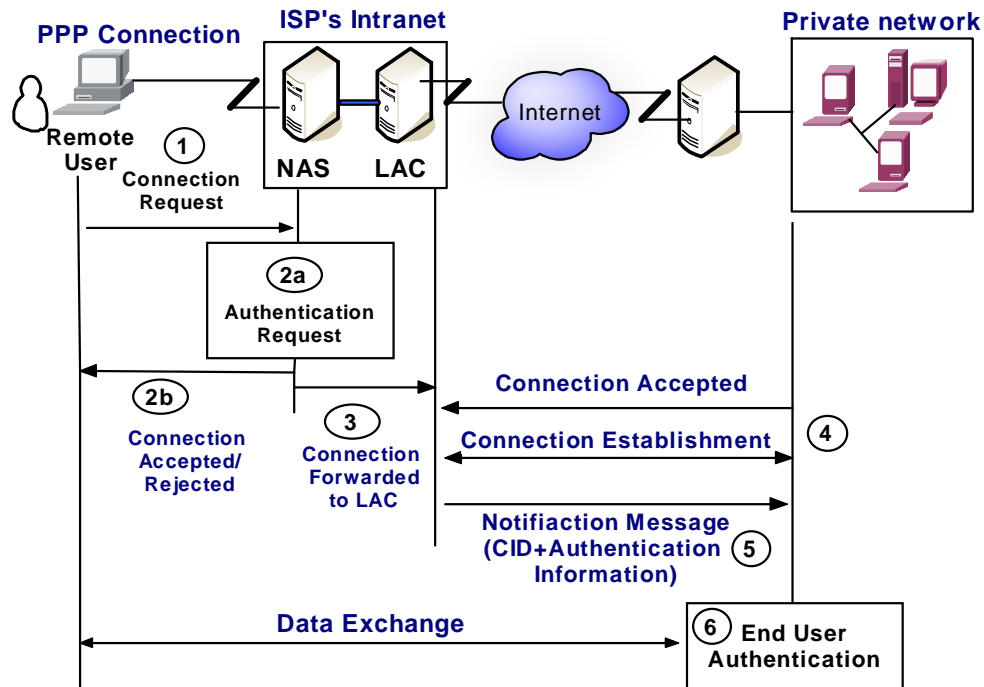 ISP's Intranet
Private network
PPP Connection
Internet
Remote
User
NAS
LAC
1
Connection
Request
2a
Authentication
Request
2b
Connection
Accepted/
Rejected
3
Connection
Forwarded
to LAC
Connection Accepted
4
Connection Establishment
Notifiaction Message
(CID+Authentication
Information)
5
Data Exchange
6
End User
Authentication